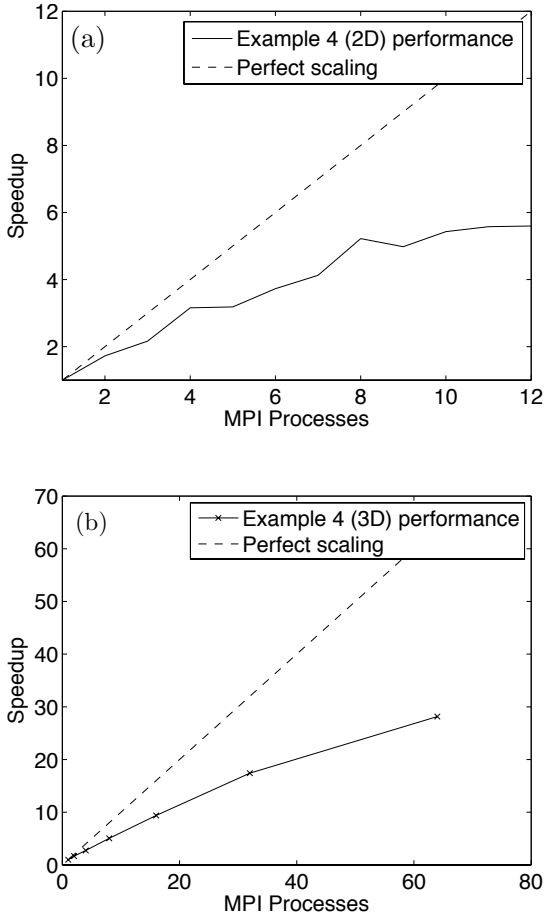 (a)
Example 4 (2D) performance
Perfect scaling
12
10
8
6
4
2
Speedup
2 4 6 8 10 12
MPI Processes
(b)
Example 4 (3D) performance
Perfect scaling
70
60
50
40
30
20
10
0
Speedup
0 20 40 60 80
MPI Processes